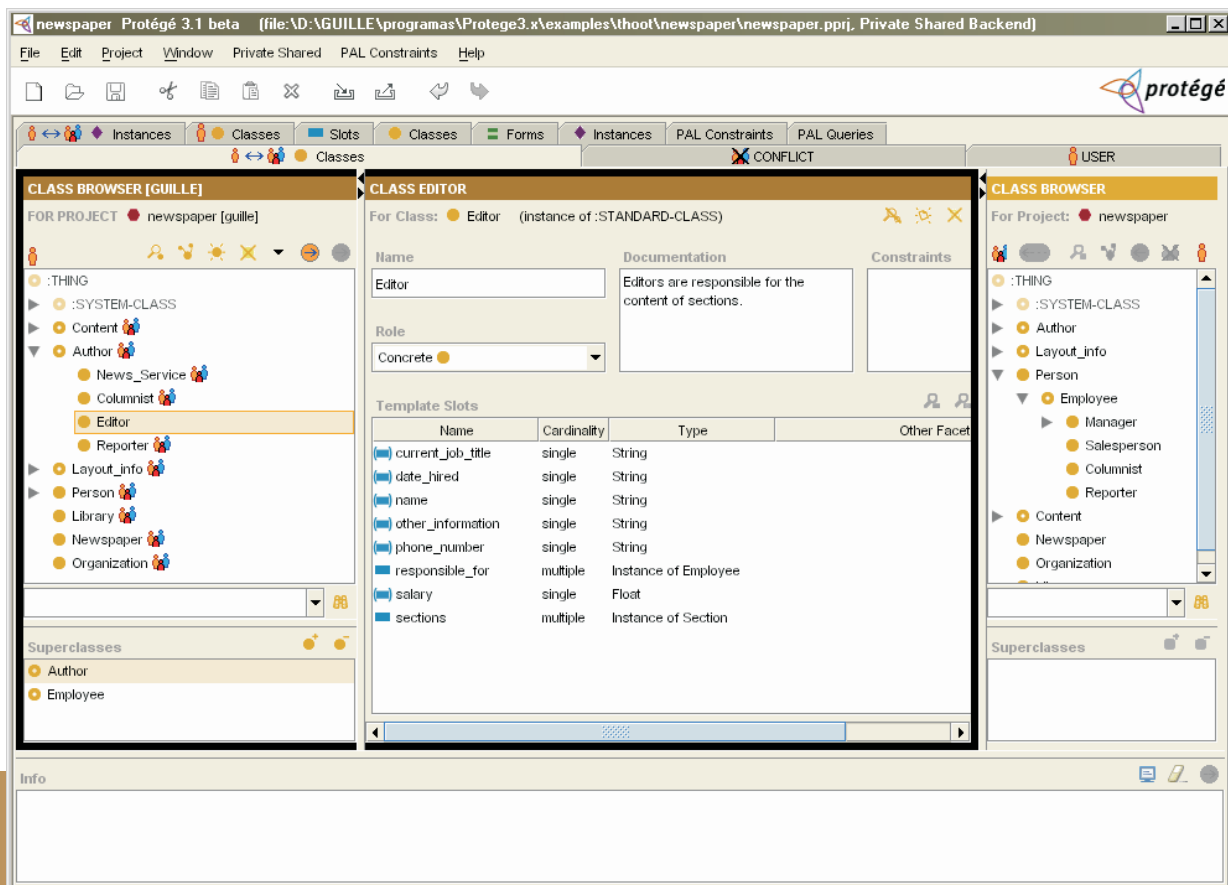 newspaper Protégé 3.1 beta (file:\D:\GUILLE\programas\Protege3.x\examples\thoot\newspaper\newspaper.pprj, Private Shared Backend)
File Edit Project Window Private Shared PAL Constraints Help
protégé
Instances Classes Slots Classes Forms Instances PAL Constraints PAL Queries
Classes CONFLICT USER
CLASS BROWSER [GUILLE]
FOR PROJECT newspaper [guille]
:THING
:SYSTEM-CLASS
Content
Author
News_Service
Columnist
Editor
Reporter
Layout_info
Person
Library
Newspaper
Organization
Superclasses
Author
Employee
CLASS EDITOR
For Class: Editor (instance of :STANDARD-CLASS)
Name Documentation Constraints
Editor
Editors are responsible for the
content of sections.
Role
Concrete
Template Slots
Name Cardinality Type Other Facet
current_job_title single String
date_hired single String
name single String
other_information single String
phone_number single String
responsible_for multiple Instance of Employee
salary single Float
sections multiple Instance of Section
CLASS BROWSER
For Project: newspaper
:THING
:SYSTEM-CLASS
Author
Layout_info
Person
Employee
Manager
Salesperson
Columnist
Reporter
Content
Newspaper
Organization
Superclasses
Info